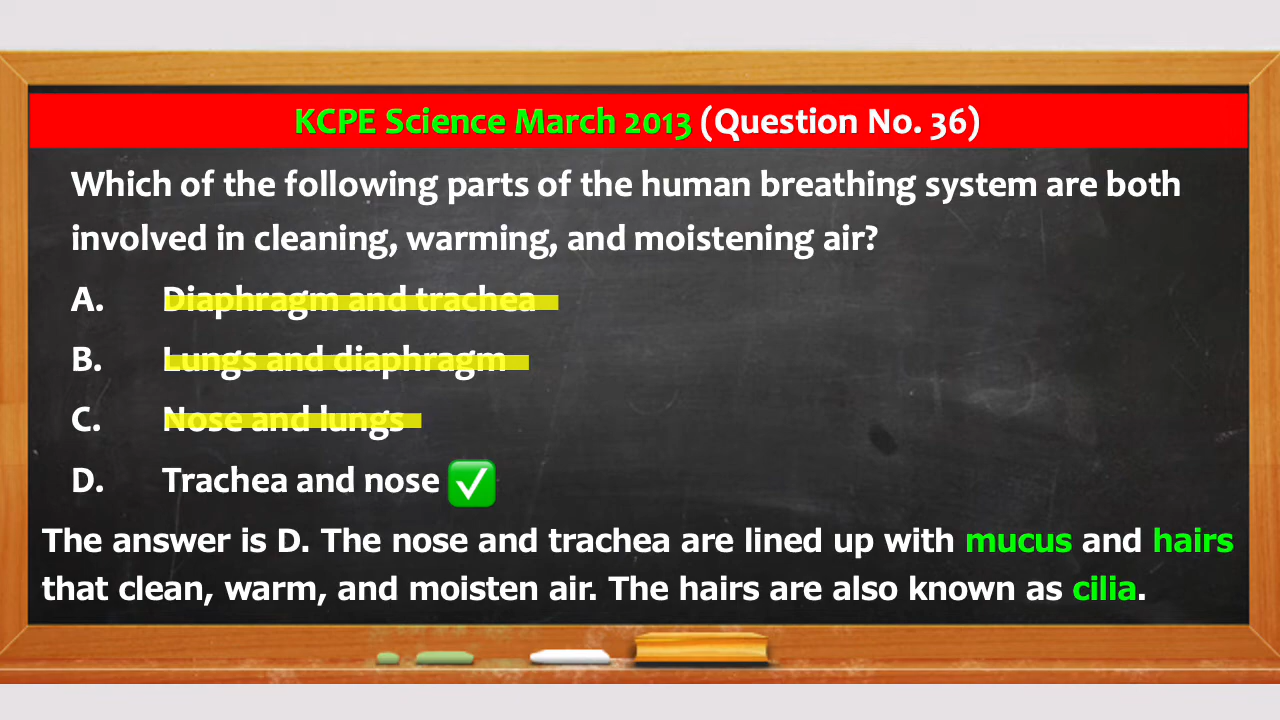 KCPE Science March 2013 (Question No. 36)
Which of the following parts of the human breathing system are both
involved in cleaning, warming, and moistening air?
A. Diaphragm and trachea
B. Lungs and diaphragm
C. Nose and lungs
D. Trachea and nose ✅
The answer is D. The nose and trachea are lined up with mucus and hairs
that clean, warm, and moisten air. The hairs are also known as cilia.